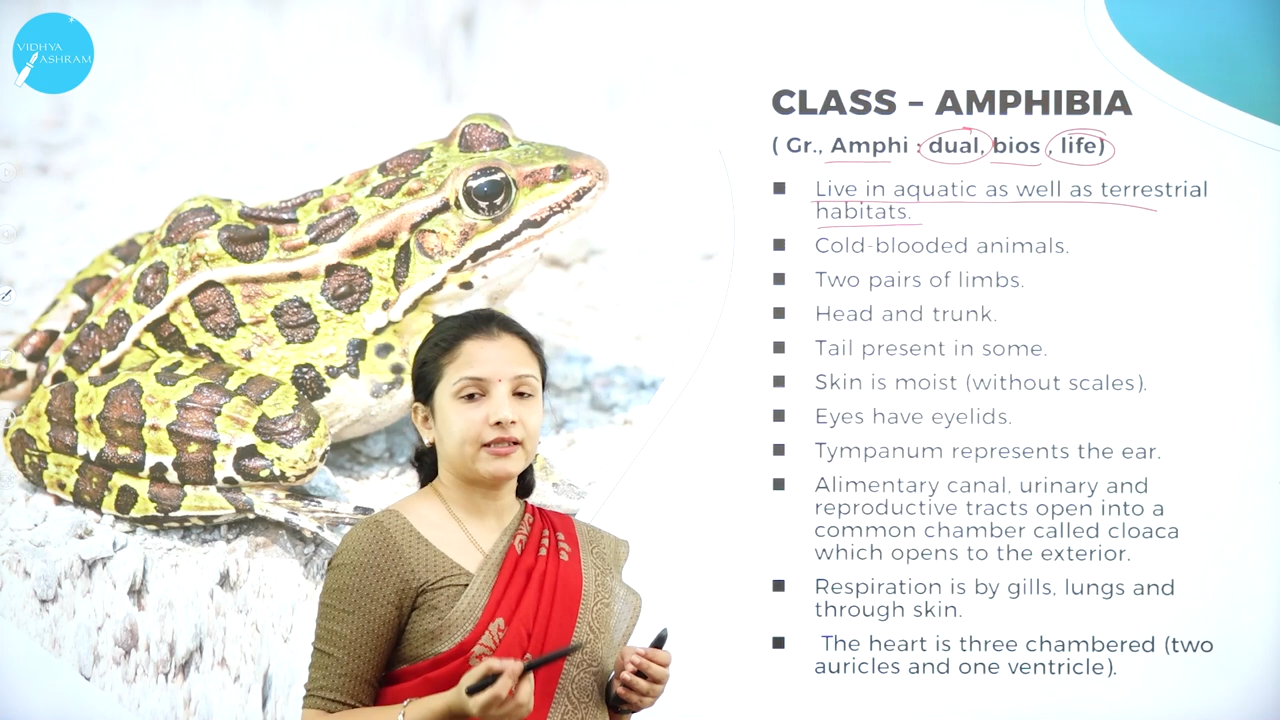 VIDHYA
ASHRAM
CLASS – AMPHIBIA
( Gr., Amphi : dual, bios , life)
Live in aquatic as well as terrestrial
habitats.
Cold-blooded animals.
Two pairs of limbs.
Head and trunk.
Tail present in some.
Skin is moist (without scales).
Eyes have eyelids.
Tympanum represents the ear.
Alimentary canal, urinary and
reproductive tracts open into a
common chamber called cloaca
which opens to the exterior.
Respiration is by gills, lungs and
through skin.
The heart is three chambered (two
auricles and one ventricle).